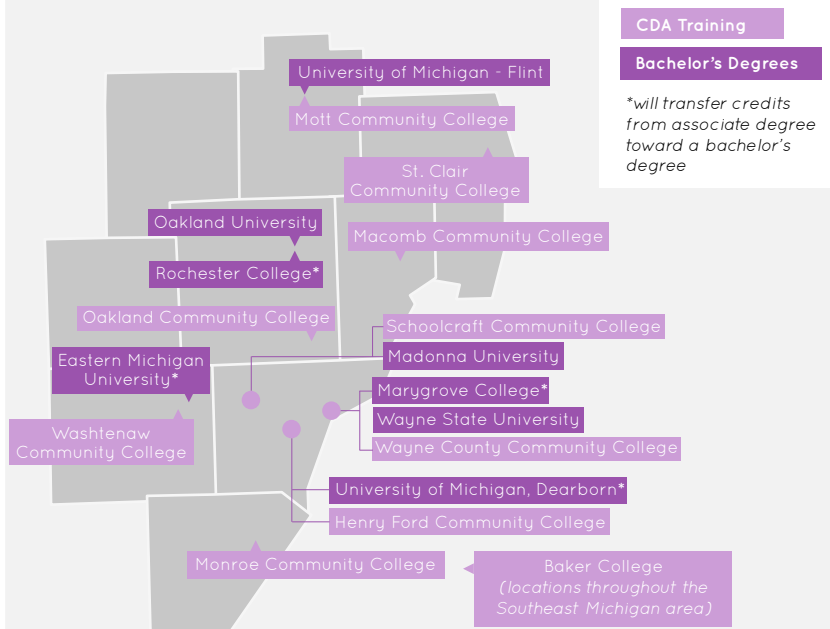 CDA Training
Bachelor's Degrees
*will transfer credits
from associate degree
toward a bachelor's
degree
University of Michigan - Flint
Mott Community College
St. Clair
Community College
Oakland University
Macomb Community College
Rochester College*
Oakland Community College
Schoolcraft Community College
Eastern Michigan
University*
Madonna University
Marygrove College*
Wayne State University
Washtenaw
Community College
Wayne County Community College
University of Michigan, Dearborn*
Henry Ford Community College
Monroe Community College
Baker College
(locations throughout the
Southeast Michigan area)